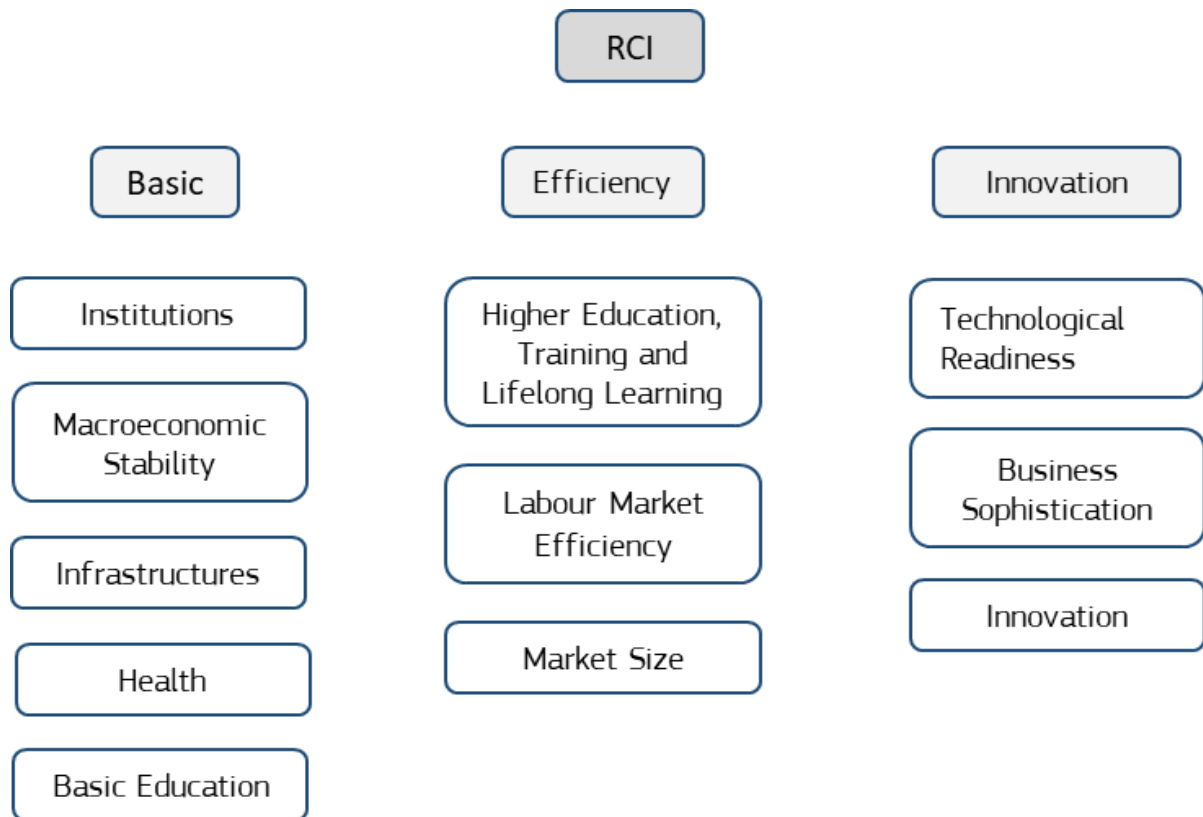 RCI
Basic
Efficiency
Innovation
Institutions
Macroeconomic
Stability
Infrastructures
Health
Basic Education
Higher Education,
Training and
Lifelong Learning
Labour Market
Efficiency
Market Size
Technological
Readiness
Business
Sophistication
Innovation